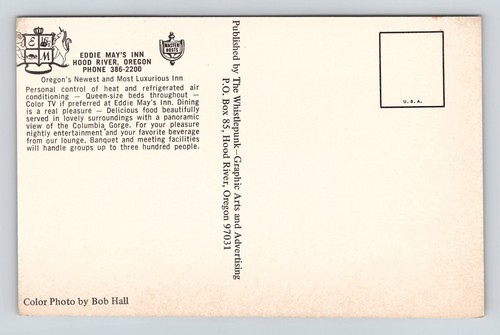 E S
& M
EDDIE MAY'S INN
HOOD RIVER, OREGON
PHONE 386-2200
MASTER
HOSTS
Oregon's Newest and Most Luxurious Inn
Personal control of heat and refrigerated air
conditioning — Queen-size beds throughout —
Color TV if preferred at Eddie May's Inn. Dining
is a real pleasure — Delicious food beautifully
served in lovely surroundings with a panoramic
view of the Columbia Gorge. For your pleasure
nightly entertainment and your favorite beverage
from our lounge. Banquet and meeting facilities
will handle groups up to three hundred people.
Published by The Whistlepunk—Graphic Arts and Advertising
P.O. Box 85, Hood River, Oregon 97031
U.S.A.
Color Photo by Bob Hall